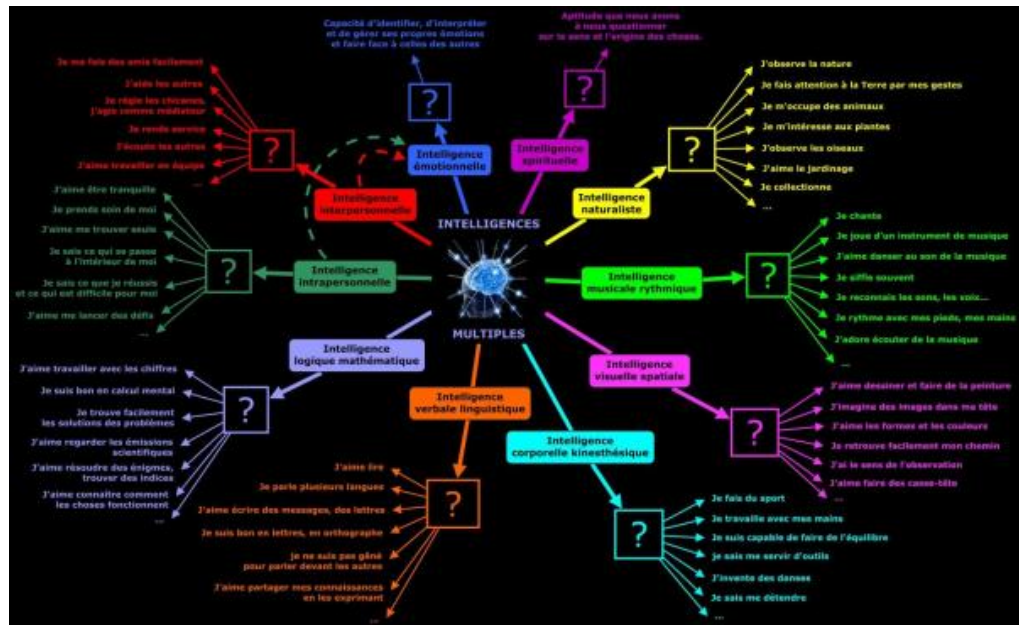 Capacité d'identifier, d'interpréter
et de gérer ses propres émotions
et faire face à celles des autres
?
Intelligence
émotionnelle
Aptitude que nous avons
à nous questionner
sur le sens et l'origine des choses.
?
Intelligence
spirituelle
Je me fais des amis facilement
J'aide les autres
Je règle les chicanes,
j'agis comme médiateur
Je rends service
J'écoute les autres
J'aime travailler en équipe
...
?
Intelligence
interpersonnelle
J'observe la nature
Je fais attention à la Terre par mes gestes
Je m'occupe des animaux
Je m'intéresse aux plantes
J'observe les oiseaux
J'aime le jardinage
Je collectionne
...
?
Intelligence
naturaliste
J'aime être tranquille
Je prends soin de moi
J'aime me trouver seule
Je sais ce qui se passe
à l'intérieur de moi
Je sais ce que je réussis
et ce qui est difficile pour moi
J'aime me lancer des défis
...
?
Intelligence
intrapersonnelle
INTELLIGENCES
MULTIPLES
Je chante
Je joue d'un instrument de musique
J'aime danser au son de la musique
Je siffle souvent
Je reconnais les sons, les voix...
Je rythme avec mes pieds, mes mains
J'adore écouter de la musique
...
?
Intelligence
musicale rythmique
Intelligence
logique mathématique
?
J'aime travailler avec les chiffres
Je suis bon en calcul mental
Je trouve facilement
les solutions des problèmes
J'aime regarder les émissions
scientifiques
J'aime résoudre des énigmes,
trouver des indices
J'aime connaître comment
les choses fonctionnent
...
Intelligence
visuelle spatiale
?
J'aime dessiner et faire de la peinture
J'imagine des images dans ma tête
J'aime les formes et les couleurs
Je retrouve facilement mon chemin
J'ai le sens de l'observation
J'aime faire des casse-tête
...
Intelligence
verbale linguistique
?
J'aime lire
Je parle plusieurs langues
J'aime écrire des messages, des lettres
Je suis bon en lettres, en orthographe
je ne suis pas gêné
pour parler devant les autres
J'aime partager mes connaissances
en les exprimant
...
Intelligence
corporelle kinesthésique
?
Je fais du sport
Je travaille avec mes mains
Je suis capable de faire de l'équilibre
je sais me servir d'outils
J'invente des danses
Je sais me détendre
...